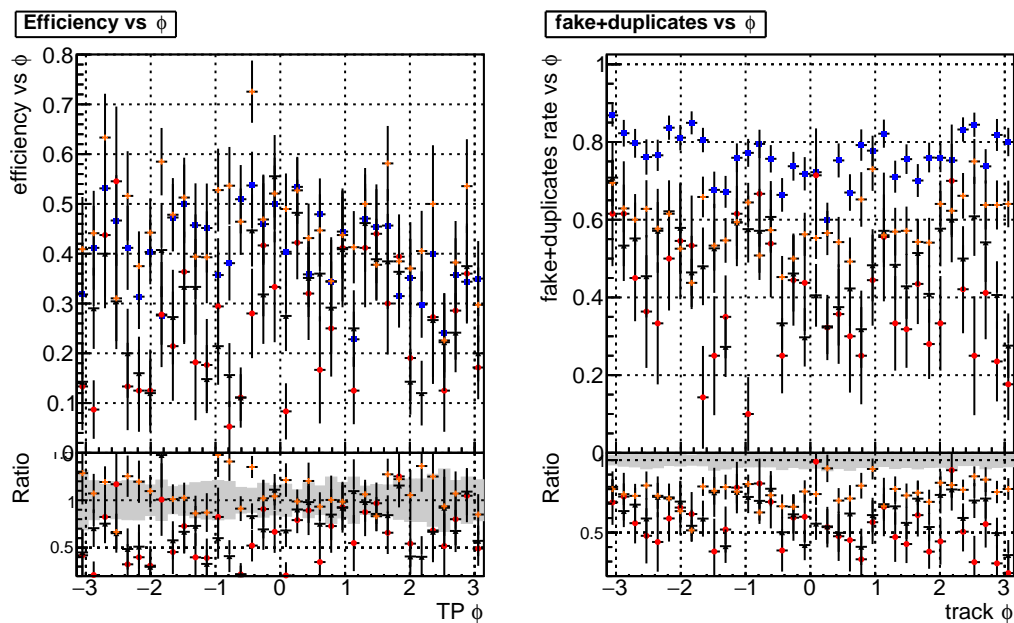 Efficiency vs ϕ
efficiency vs ϕ
0.8
0.7
0.6
0.5
0.4
0.3
0.2
0.1
0
Ratio
1
0.5
−3 −2 −1 0 1 2 3
TP ϕ
fake+duplicates vs ϕ
fake+duplicates rate vs ϕ
1
0.8
0.6
0.4
0.2
0
Ratio
0.5
−3 −2 −1 0 1 2 3
track ϕ